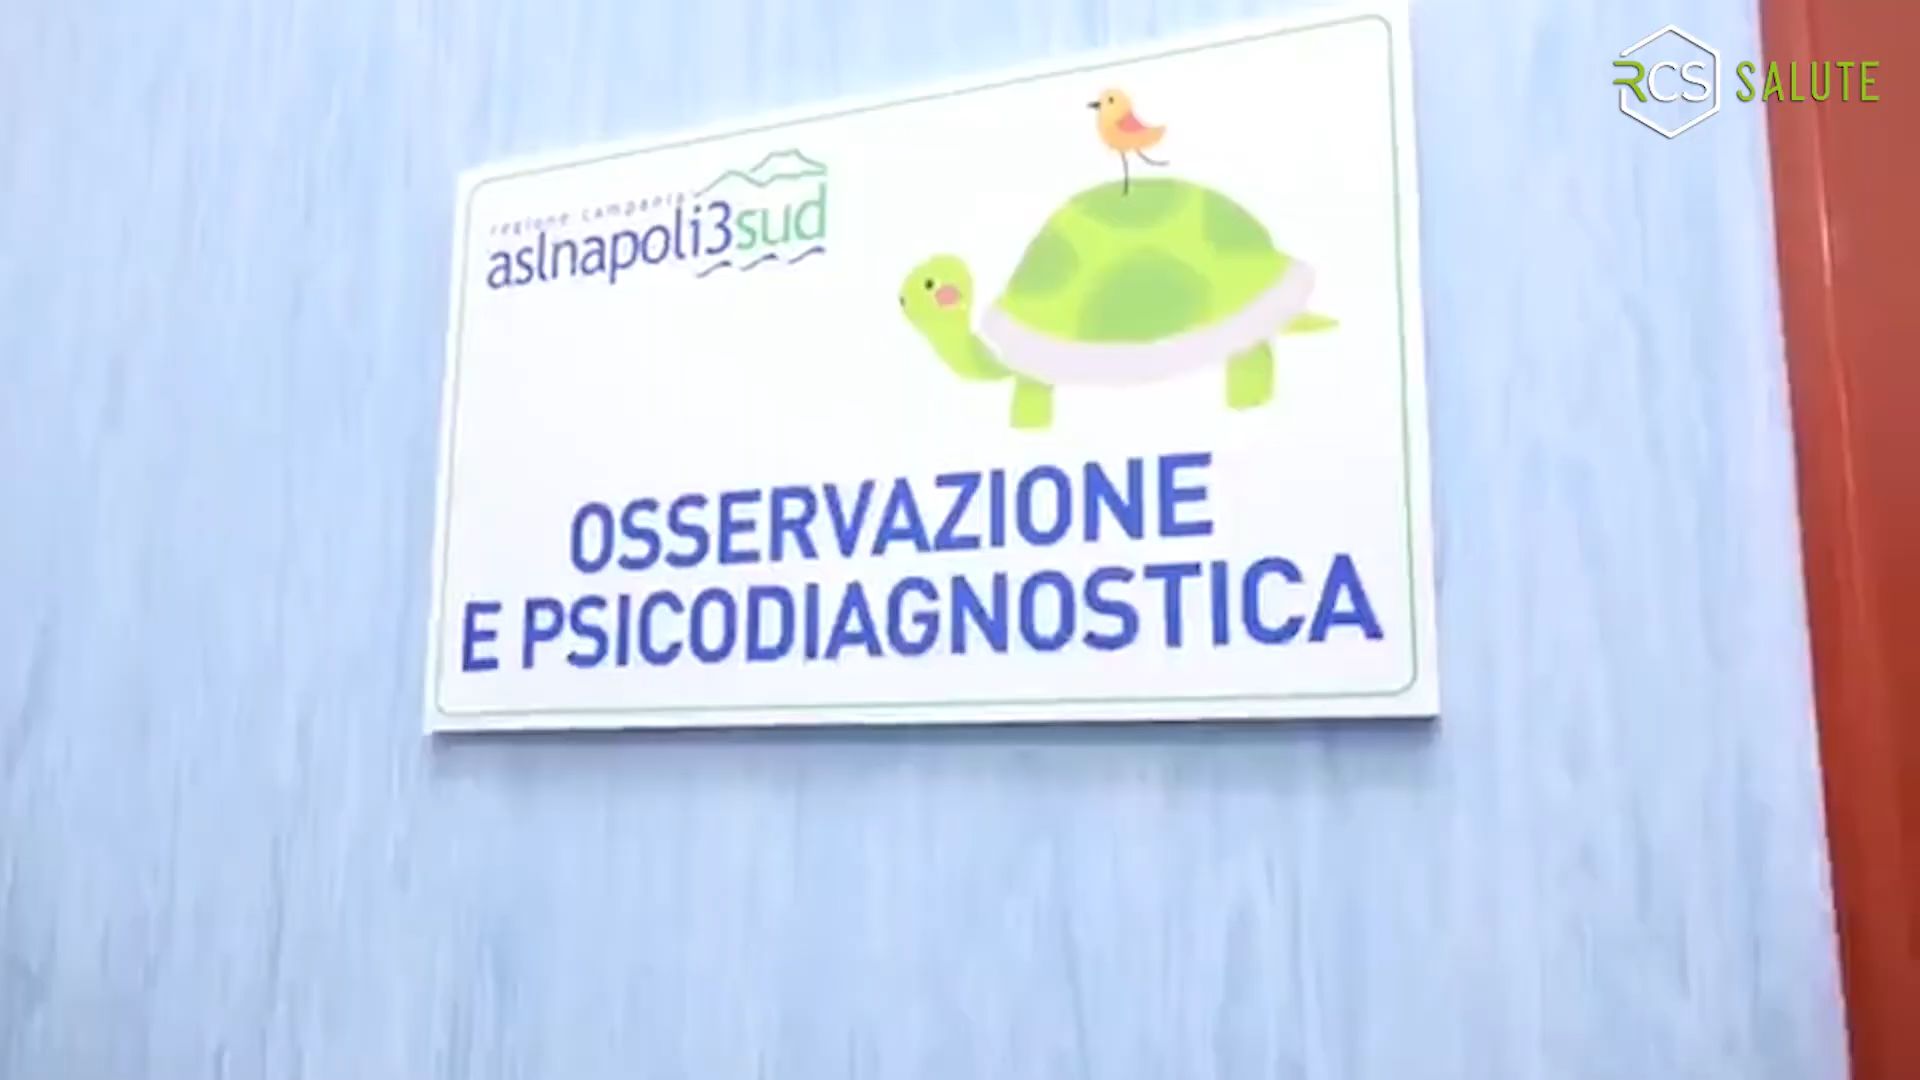 RCS SALUTE
regione campania
aslnapoli3sud
OSSERVAZIONE
E PSICODIAGNOSTICA